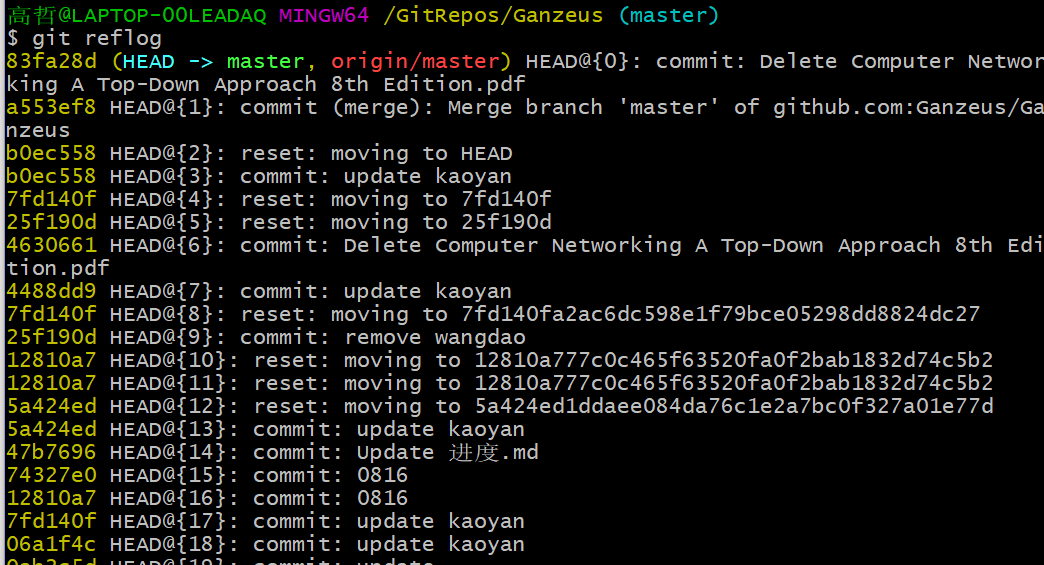 高哲@LAPTOP-OOLEADAQ MINGW64 /GitRepos/Ganzeus (master)
$ git reflog
83fa28d (HEAD -> master, origin/master) HEAD@{0}: commit: Delete Computer Networ
king A Top-Down Approach 8th Edition.pdf
a553ef8 HEAD@{1}: commit (merge): Merge branch 'master' of github.com:Ganzeus/Ga
nzeus
b0ec558 HEAD@{2}: reset: moving to HEAD
b0ec558 HEAD@{3}: commit: update kaoyan
7fd140f HEAD@{4}: reset: moving to 7fd140f
25f190d HEAD@{5}: reset: moving to 25f190d
4630661 HEAD@{6}: commit: Delete Computer Networking A Top-Down Approach 8th Edi
tion.pdf
4488dd9 HEAD@{7}: commit: update kaoyan
7fd140f HEAD@{8}: reset: moving to 7fd140fa2ac6dc598e1f79bce05298dd8824dc27
25f190d HEAD@{9}: commit: remove wangdao
12810a7 HEAD@{10}: reset: moving to 12810a777c0c465f63520fa0f2bab1832d74c5b2
12810a7 HEAD@{11}: reset: moving to 12810a777c0c465f63520fa0f2bab1832d74c5b2
5a424ed HEAD@{12}: reset: moving to 5a424ed1ddaee084da76c1e2a7bc0f327a01e77d
5a424ed HEAD@{13}: commit: update kaoyan
47b7696 HEAD@{14}: commit: Update 进度.md
74327e0 HEAD@{15}: commit: 0816
12810a7 HEAD@{16}: commit: 0816
7fd140f HEAD@{17}: commit: update kaoyan
06a1f4c HEAD@{18}: commit: update kaoyan
HEAD@{19}: commit: update